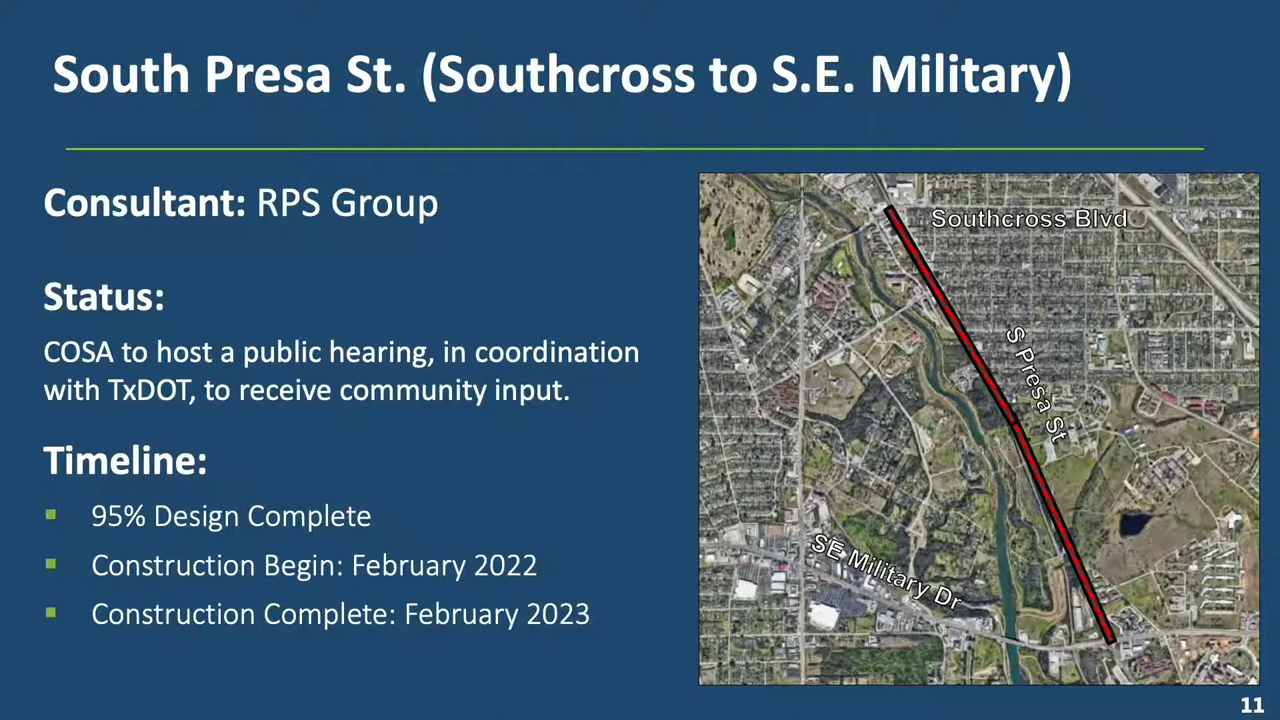 South Presa St. (Southcross to S.E. Military)
Consultant: RPS Group
Status:
COSA to host a public hearing, in coordination
with TxDOT, to receive community input.
Timeline:
▪ 95% Design Complete
▪ Construction Begin: February 2022
▪ Construction Complete: February 2023
Southcross Blvd
S Presa St
SE Military Dr
11